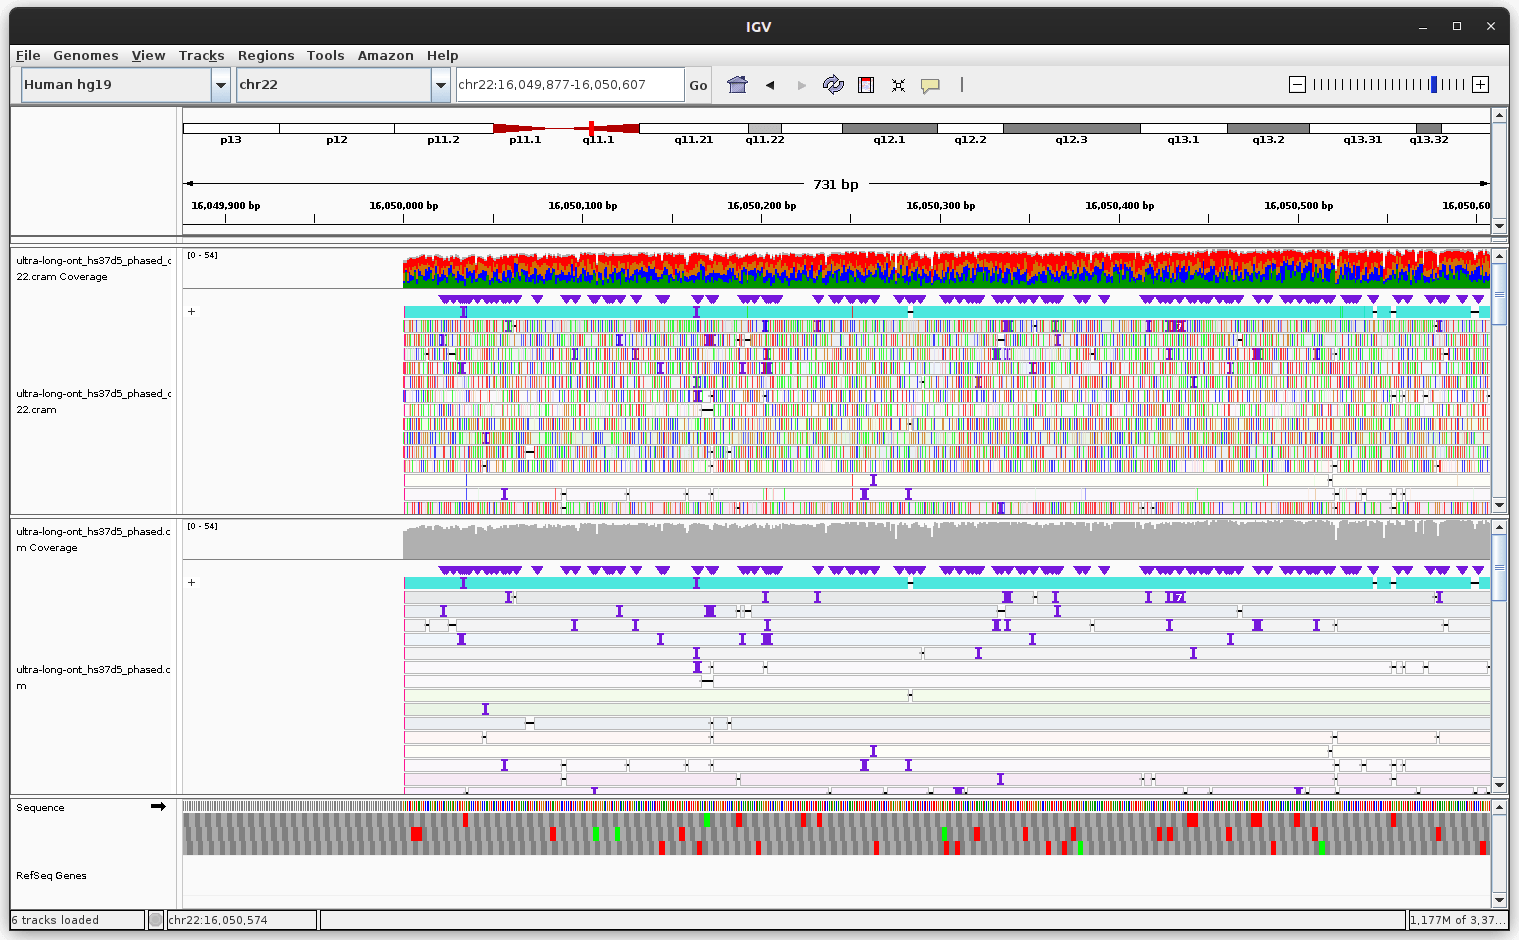 IGV
File Genomes View Tracks Regions Tools Amazon Help
Human hg19 chr22 chr22:16,049,877-16,050,607 Go
p13 p12 p11.2 p11.1 q11.1 q11.21 q11.22 q12.1 q12.2 q12.3 q13.1 q13.2 q13.31 q13.32
731 bp
16,049,900 bp 16,050,000 bp 16,050,100 bp 16,050,200 bp 16,050,300 bp 16,050,400 bp 16,050,500 bp 16,050,60
ultra-long-ont_hs37d5_phased_c [0 - 54]
22.cram Coverage
+
ultra-long-ont_hs37d5_phased_c
22.cram
ultra-long-ont_hs37d5_phased.c [0 - 54]
m Coverage
+
7
ultra-long-ont_hs37d5_phased.c
m
Sequence
RefSeq Genes
6 tracks loaded chr22:16,050,574 1,177M of 3,37...